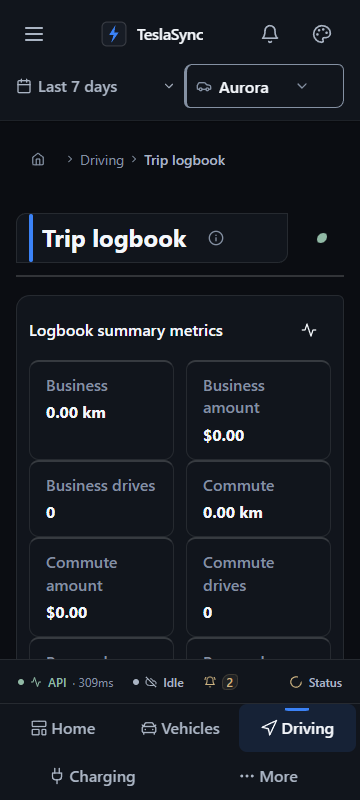 TeslaSync
Last 7 days
Aurora
Driving
Trip logbook
Trip logbook
Logbook summary metrics
Business
0.00 km
Business
amount
$0.00
Business drives
0
Commute
0.00 km
Commute
amount
$0.00
Commute
drives
0
API · 309ms
Idle
2
Status
Home
Vehicles
Driving
Charging
More